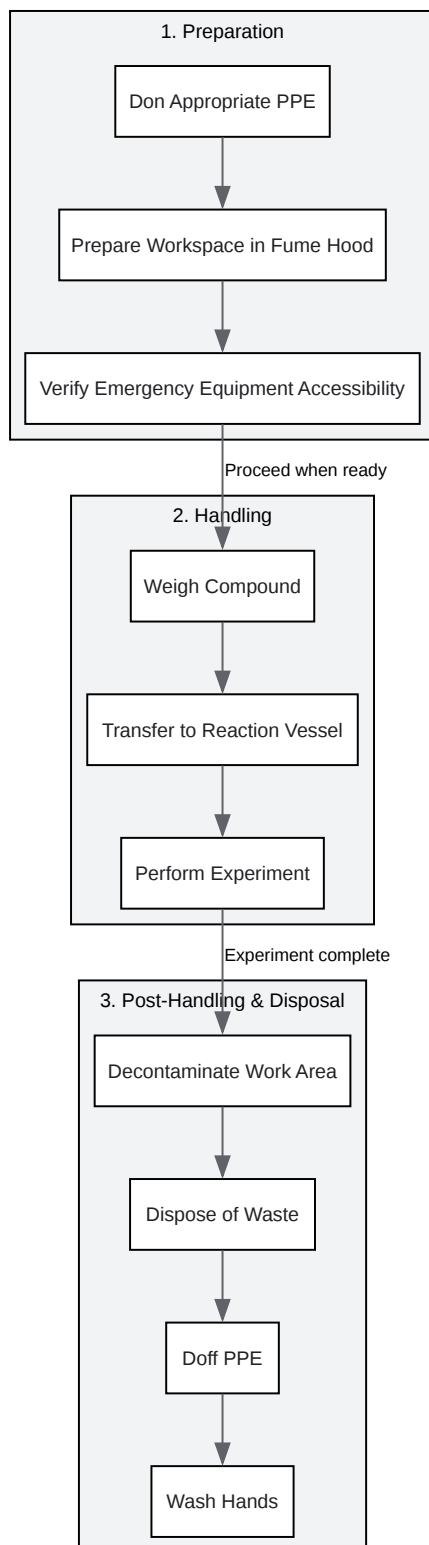 1. Preparation
Don Appropriate PPE
Prepare Workspace in Fume Hood
Verify Emergency Equipment Accessibility
Proceed when ready
2. Handling
Weigh Compound
Transfer to Reaction Vessel
Perform Experiment
Experiment complete
3. Post-Handling & Disposal
Decontaminate Work Area
Dispose of Waste
Doff PPE
Wash Hands